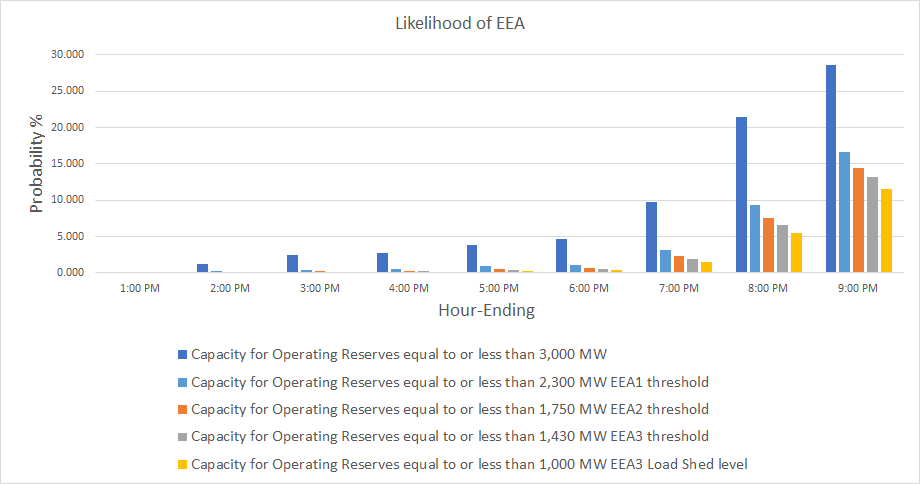 Likelihood of EEA
30.000
25.000
20.000
15.000
10.000
5.000
0.000
Probability %
1:00 PM 2:00 PM 3:00 PM 4:00 PM 5:00 PM 6:00 PM 7:00 PM 8:00 PM 9:00 PM
Hour-Ending
Capacity for Operating Reserves equal to or less than 3,000 MW
Capacity for Operating Reserves equal to or less than 2,300 MW EEA1 threshold
Capacity for Operating Reserves equal to or less than 1,750 MW EEA2 threshold
Capacity for Operating Reserves equal to or less than 1,430 MW EEA3 threshold
Capacity for Operating Reserves equal to or less than 1,000 MW EEA3 Load Shed level